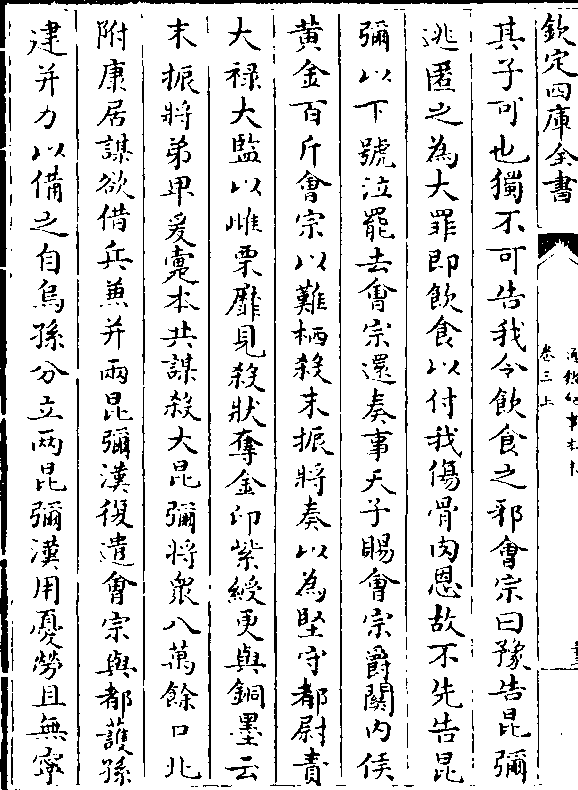 欽定四庫全書
卷三上
其子可也獨不可告我令飲食之邪會宗曰豫告昆彌
逃匿之為大罪即飲食以付我傷骨肉恩故不先告昆
彌以下號泣罷去會宗還奏事天子賜會宗爵關内侯
黄金百斤會宗以難栖殺末振將奏以為堅守都尉責
大禄大監以雌栗靡見殺狀奪金印紫綬更與銅墨云
末振將弟卑爰疐本共謀殺大昆彌將衆八萬餘口北
附康居謀欲借兵兼并兩昆彌漢復遣會宗與都護孫
建并力以備之自烏孫分立兩昆彌漢用憂勞且無寧